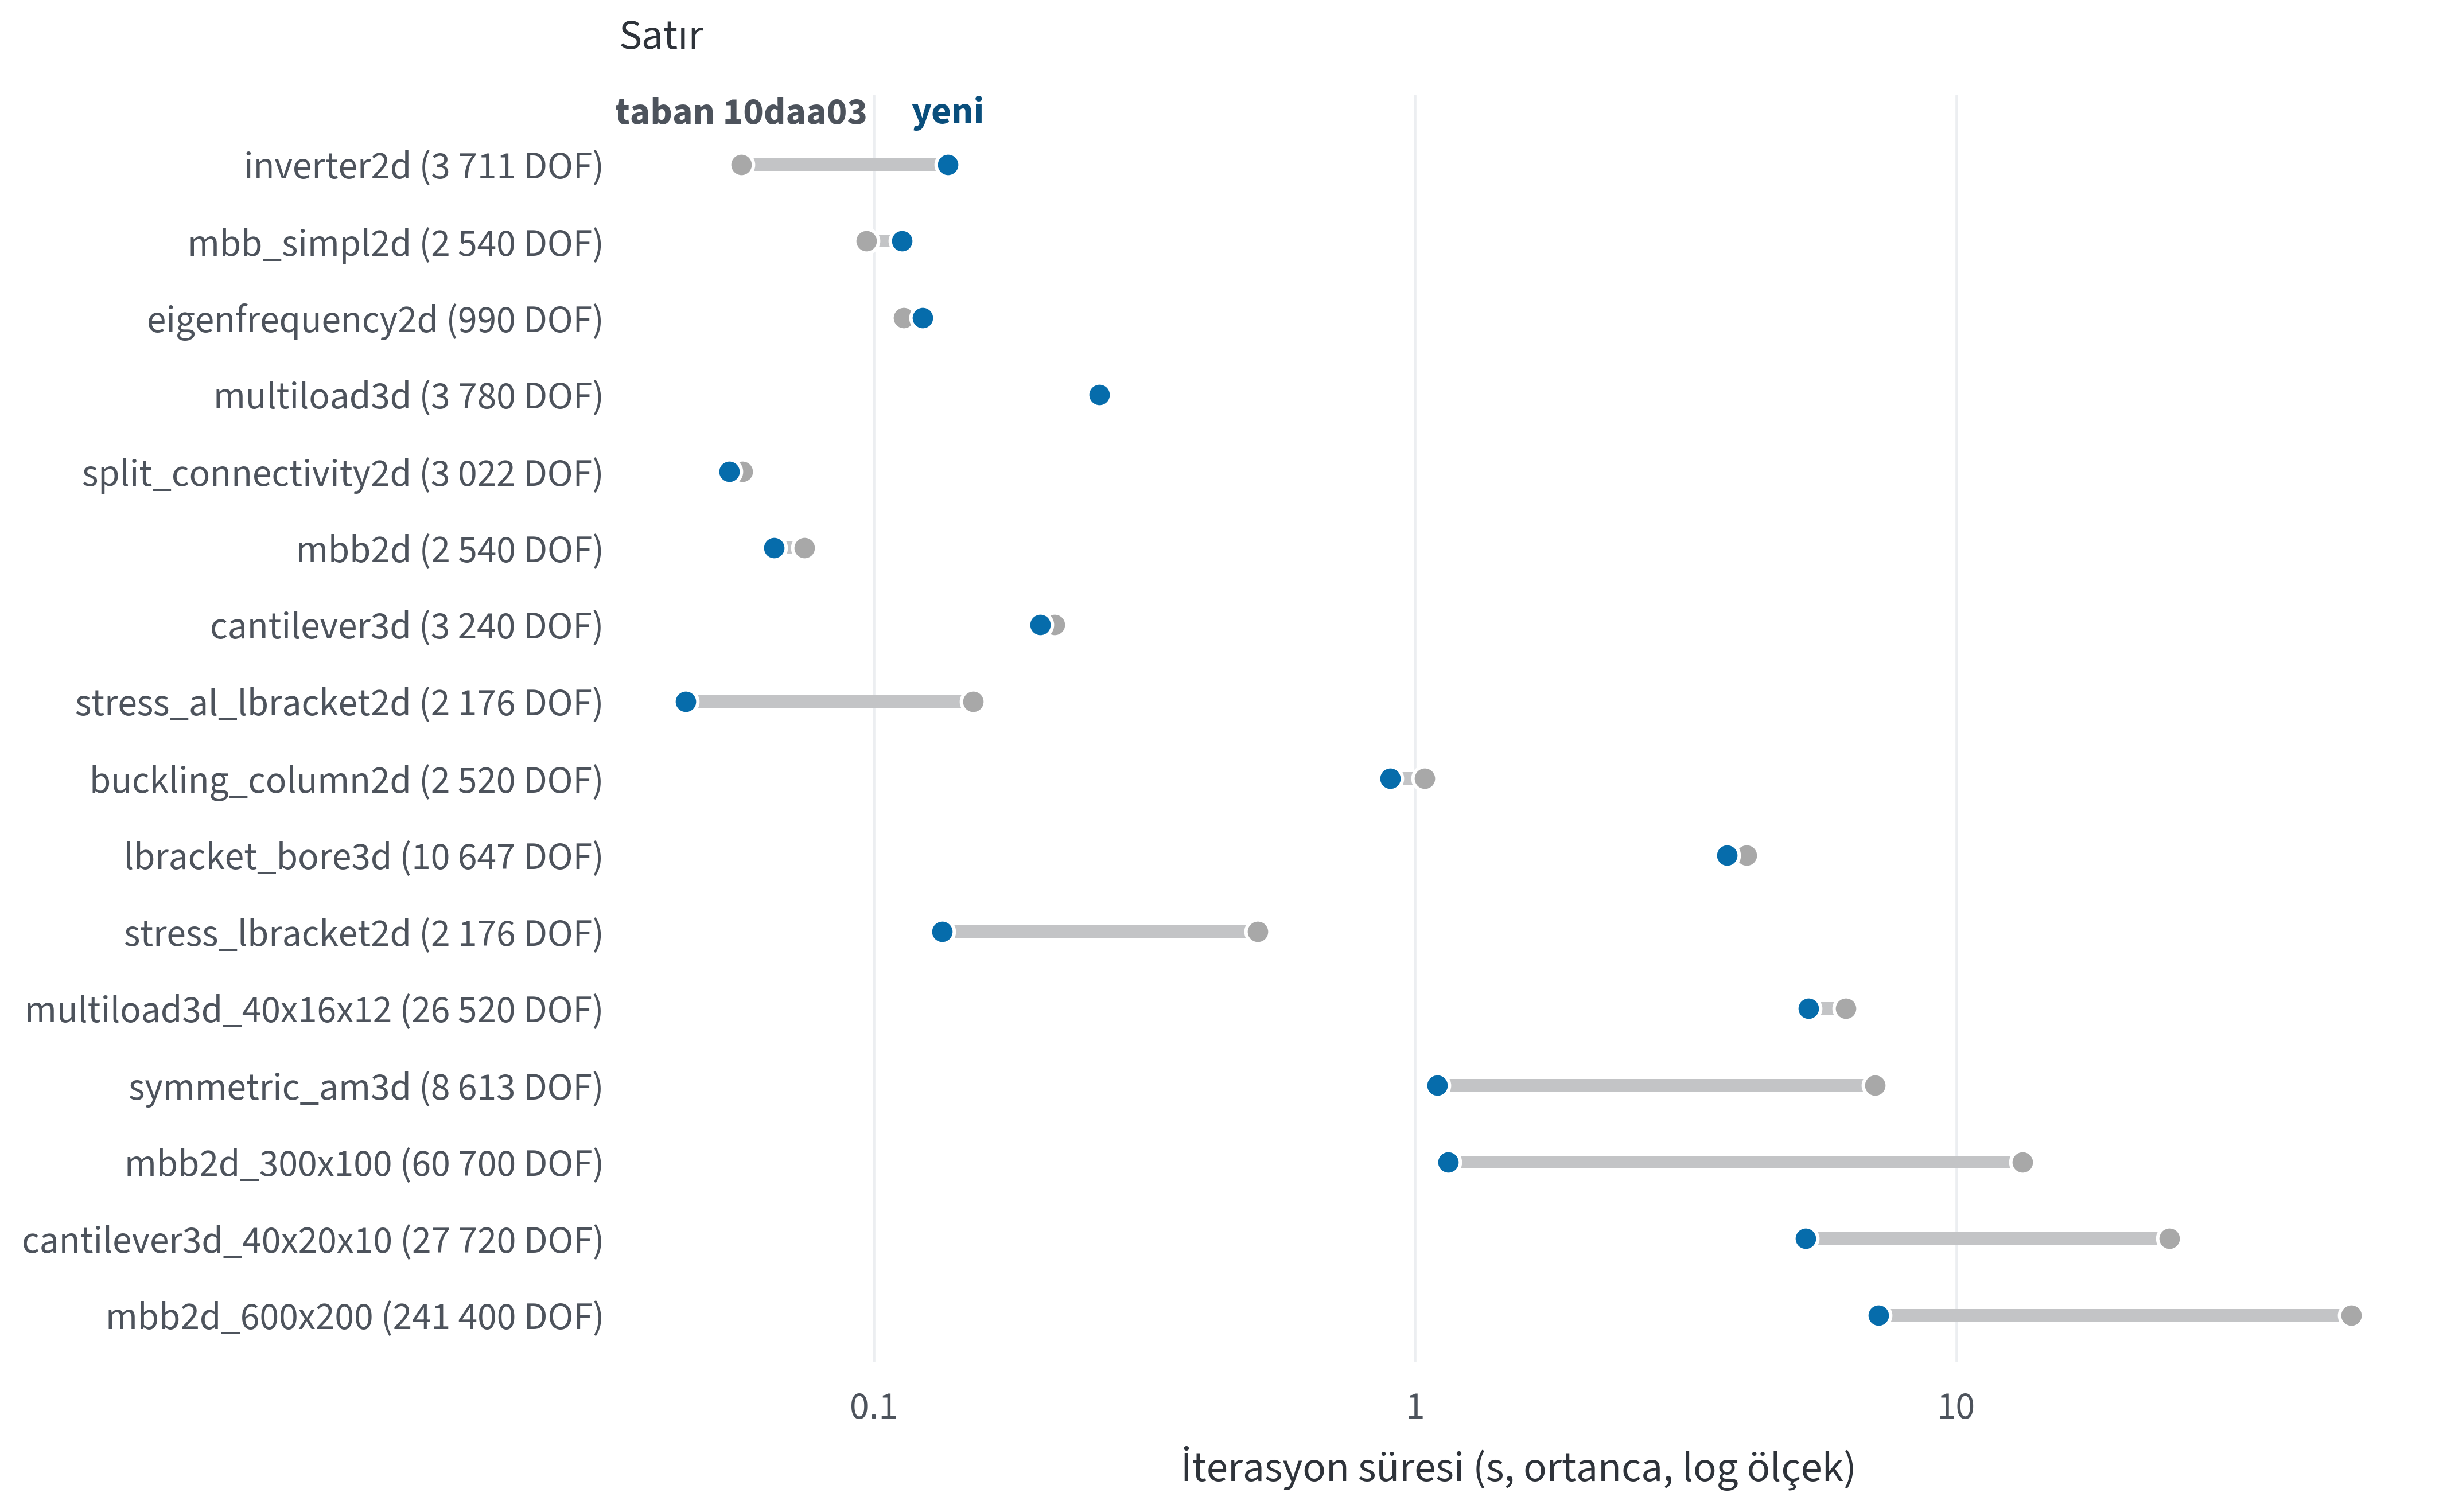 Satır
taban 10daa03 yeni
inverter2d (3 711 DOF)
mbb_simpl2d (2 540 DOF)
eigenfrequency2d (990 DOF)
multiload3d (3 780 DOF)
split_connectivity2d (3 022 DOF)
mbb2d (2 540 DOF)
cantilever3d (3 240 DOF)
stress_al_lbracket2d (2 176 DOF)
buckling_column2d (2 520 DOF)
lbracket_bore3d (10 647 DOF)
stress_lbracket2d (2 176 DOF)
multiload3d_40x16x12 (26 520 DOF)
symmetric_am3d (8 613 DOF)
mbb2d_300x100 (60 700 DOF)
cantilever3d_40x20x10 (27 720 DOF)
mbb2d_600x200 (241 400 DOF)
0.1 1 10
İterasyon süresi (s, ortanca, log ölçek)